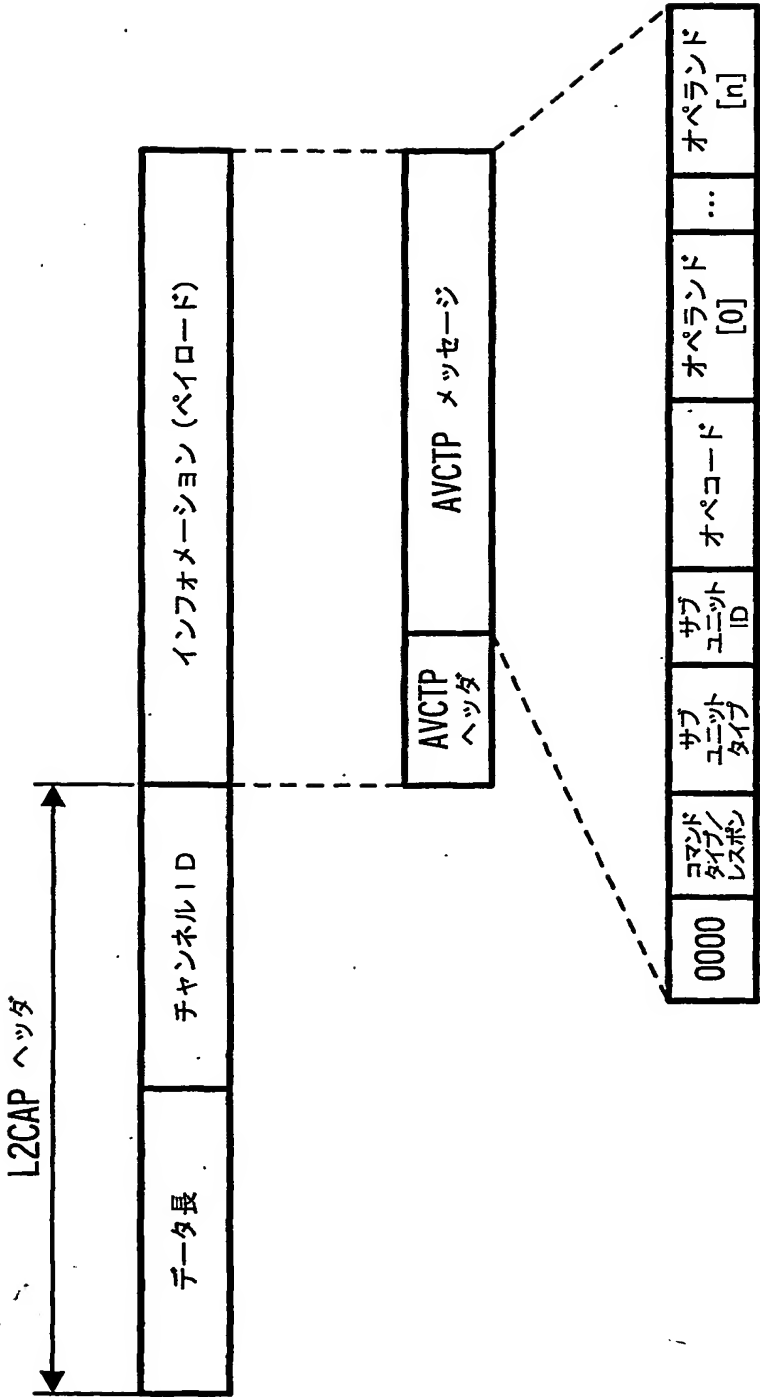 L2CAP ヘッダ
データ長
チャンネルID
インフォメーション (ペイロード)
AVCTP
ヘッダ
AVCTP メッセージ
0000
コマンド
タイプ/
レスポン
サブ
ユニット
タイプ
サブ
ユニット
ID
オペコード
オペランド
[0]
...
オペランド
[n]